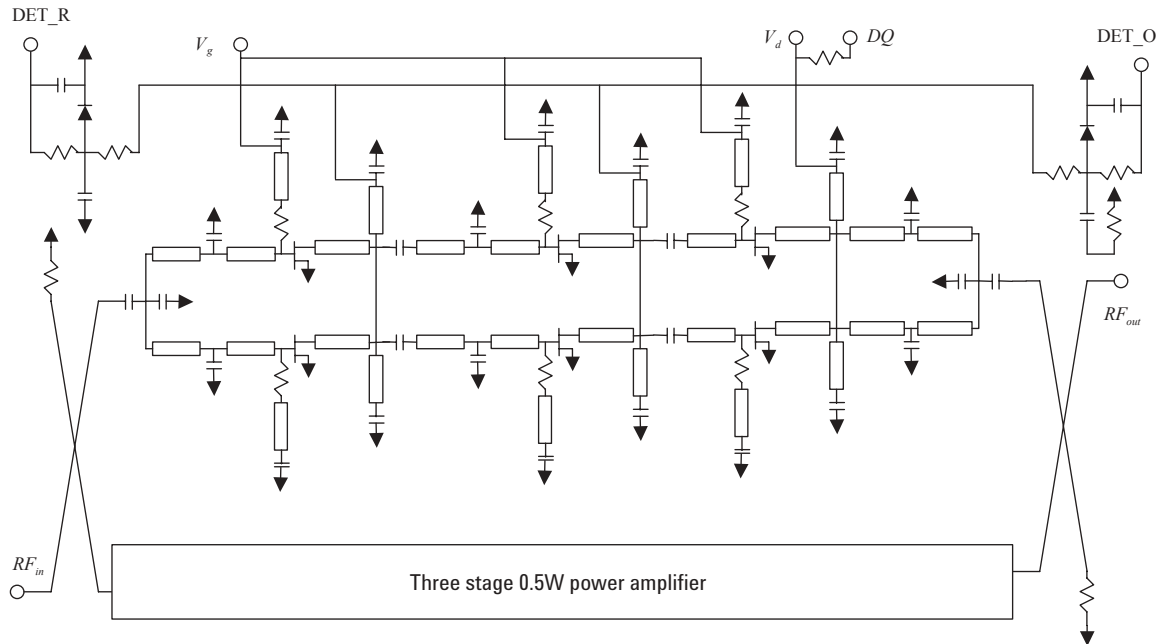 DET_R
V_g
V_d
DQ
DET_O
RF_out
RF_in
Three stage 0.5W power amplifier